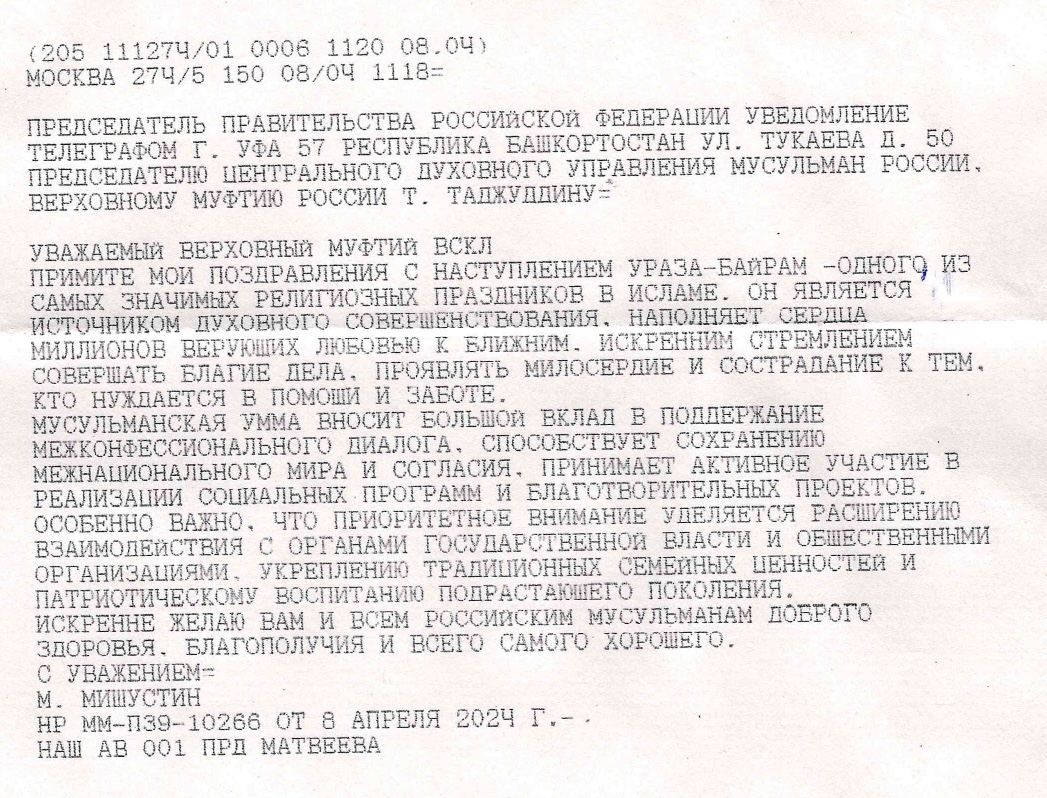 (205 111274/01 0006 1120 08.04)
МОСКВА 274/5 150 08/04 1118=
ПРЕДСЕДАТЕЛЬ ПРАВИТЕЛЬСТВА РОССИЙСКОЙ ФЕДЕРАЦИИ УВЕДОМЛЕНИЕ
ТЕЛЕГРАФОМ Г. УФА 57 РЕСПУБЛИКА БАШКОРТОСТАН УЛ. ТУКАЕВА Д. 50
ПРЕДСЕДАТЕЛЮ ЦЕНТРАЛЬНОГО ДУХОВНОГО УПРАВЛЕНИЯ МУСУЛЬМАН РОССИИ,
ВЕРХОВНОМУ МУФТИЮ РОССИИ Т. ТАДЖУДДИНУ=
УВАЖАЕМЫЙ ВЕРХОВНЫЙ МУФТИЙ ВСКЛ
ПРИМИТЕ МОИ ПОЗДРАВЛЕНИЯ С НАСТУПЛЕНИЕМ УРАЗА-БАЙРАМ -ОДНОГО, ИЗ
САМЫХ ЗНАЧИМЫХ РЕЛИГИОЗНЫХ ПРАЗДНИКОВ В ИСЛАМЕ. ОН ЯВЛЯЕТСЯ
ИСТОЧНИКОМ ДУХОВНОГО СОВЕРШЕНСТВОВАНИЯ, НАПОЛНЯЕТ СЕРДЦА
МИЛЛИОНОВ ВЕРУЮЩИХ ЛЮБОВЬЮ К БЛИЖНИМ, ИСКРЕННИМ СТРЕМЛЕНИЕМ
СОВЕРШАТЬ БЛАГИЕ ДЕЛА, ПРОЯВЛЯТЬ МИЛОСЕРДИЕ И СОСТРАДАНИЕ К ТЕМ,
КТО НУЖДАЕТСЯ В ПОМОЩИ И ЗАБОТЕ.
МУСУЛЬМАНСКАЯ УММА ВНОСИТ БОЛЬШОЙ ВКЛАД В ПОДДЕРЖАНИЕ
МЕЖКОНФЕССИОНАЛЬНОГО ДИАЛОГА, СПОСОБСТВУЕТ СОХРАНЕНИЮ
МЕЖНАЦИОНАЛЬНОГО МИРА И СОГЛАСИЯ, ПРИНИМАЕТ АКТИВНОЕ УЧАСТИЕ В
РЕАЛИЗАЦИИ СОЦИАЛЬНЫХ ПРОГРАММ И БЛАГОТВОРИТЕЛЬНЫХ ПРОЕКТОВ.
ОСОБЕННО ВАЖНО, ЧТО ПРИОРИТЕТНОЕ ВНИМАНИЕ УДЕЛЯЕТСЯ РАСШИРЕНИЮ
ВЗАИМОДЕЙСТВИЯ С ОРГАНАМИ ГОСУДАРСТВЕННОЙ ВЛАСТИ И ОБЩЕСТВЕННЫМИ
ОРГАНИЗАЦИЯМИ, УКРЕПЛЕНИЮ ТРАДИЦИОННЫХ СЕМЕЙНЫХ ЦЕННОСТЕЙ И
ПАТРИОТИЧЕСКОМУ ВОСПИТАНИЮ ПОДРАСТАЮЩЕГО ПОКОЛЕНИЯ.
ИСКРЕННЕ ЖЕЛАЮ ВАМ И ВСЕМ РОССИЙСКИМ МУСУЛЬМАНАМ ДОБРОГО
ЗДОРОВЬЯ, БЛАГОПОЛУЧИЯ И ВСЕГО САМОГО ХОРОШЕГО.
С УВАЖЕНИЕМ=
М. МИШУСТИН
НР ММ-П39-10266 ОТ 8 АПРЕЛЯ 2024 Г.-
НАШ АВ 001 ПРД МАТВЕЕВА